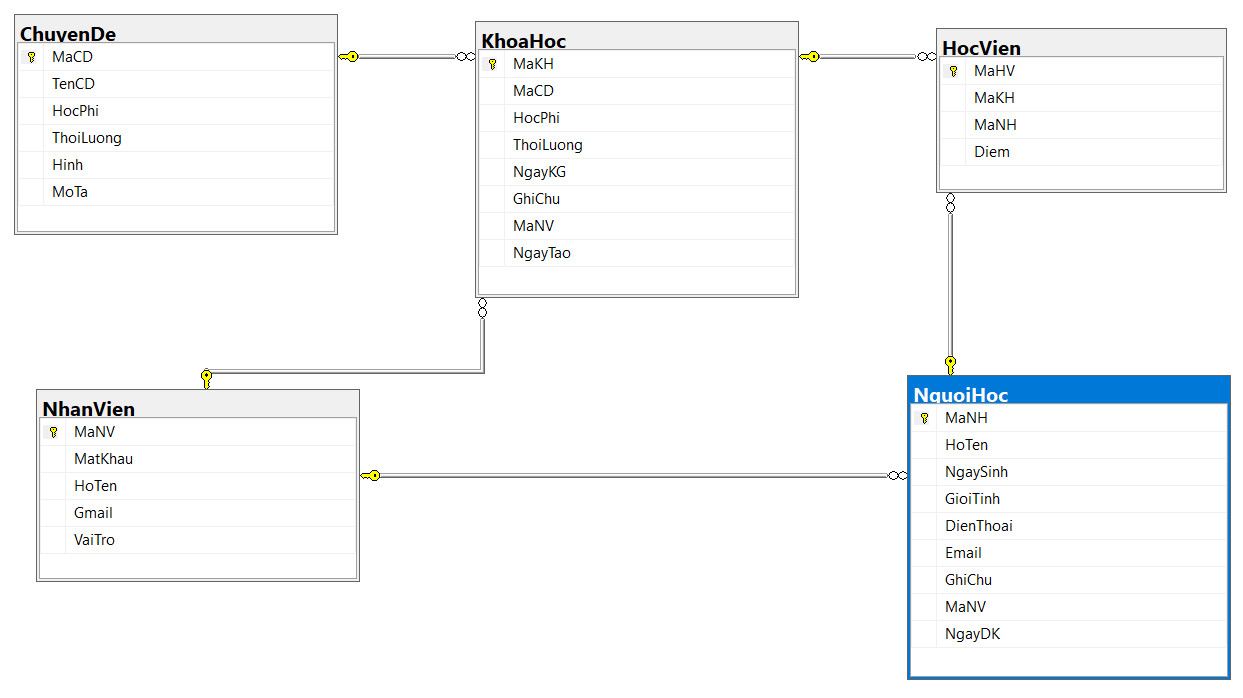 ChuyenDe
MaCD
TenCD
HocPhi
ThoiLuong
Hinh
MoTa
KhoaHoc
MaKH
MaCD
HocPhi
ThoiLuong
NgayKG
GhiChu
MaNV
NgayTao
HocVien
MaHV
MaKH
MaNH
Diem
NhanVien
MaNV
MatKhau
HoTen
Gmail
VaiTro
NguoiHoc
MaNH
HoTen
NgaySinh
GioiTinh
DienThoai
Email
GhiChu
MaNV
NgayDK